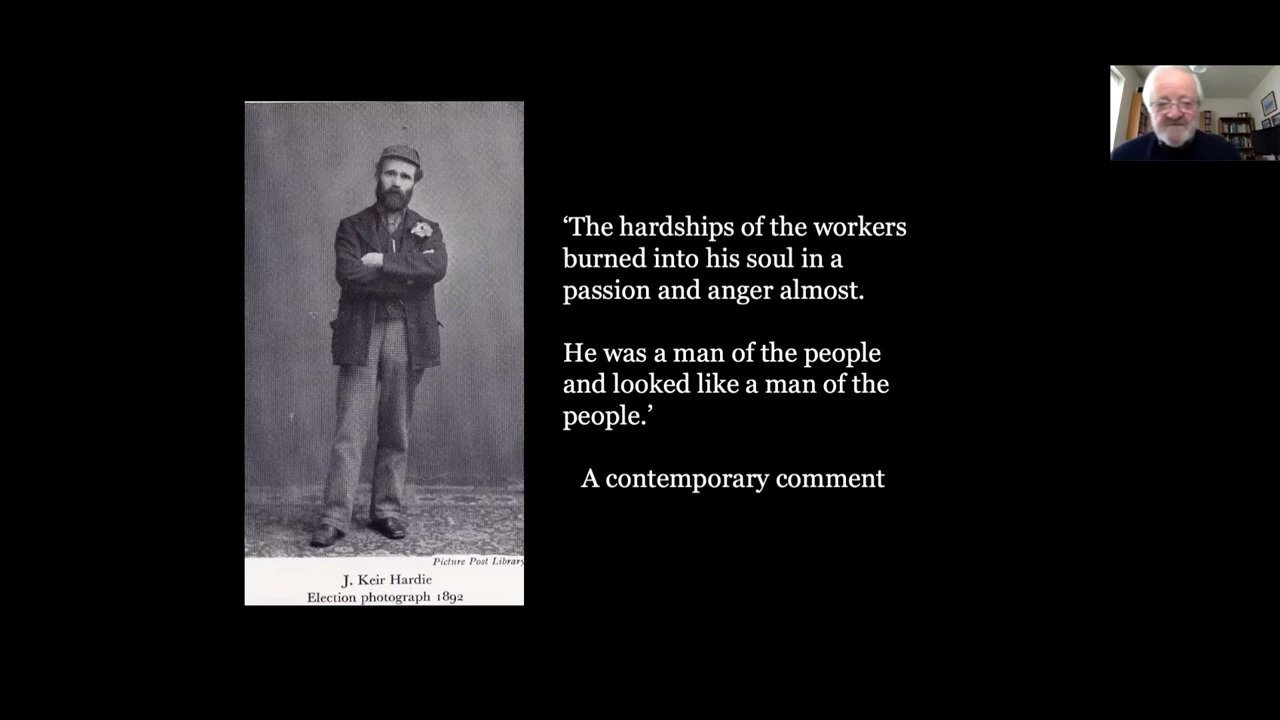 ‘The hardships of the workers
burned into his soul in a
passion and anger almost.
He was a man of the people
and looked like a man of the
people.’
A contemporary comment
Picture Post Library
J. Keir Hardie
Election photograph 1892